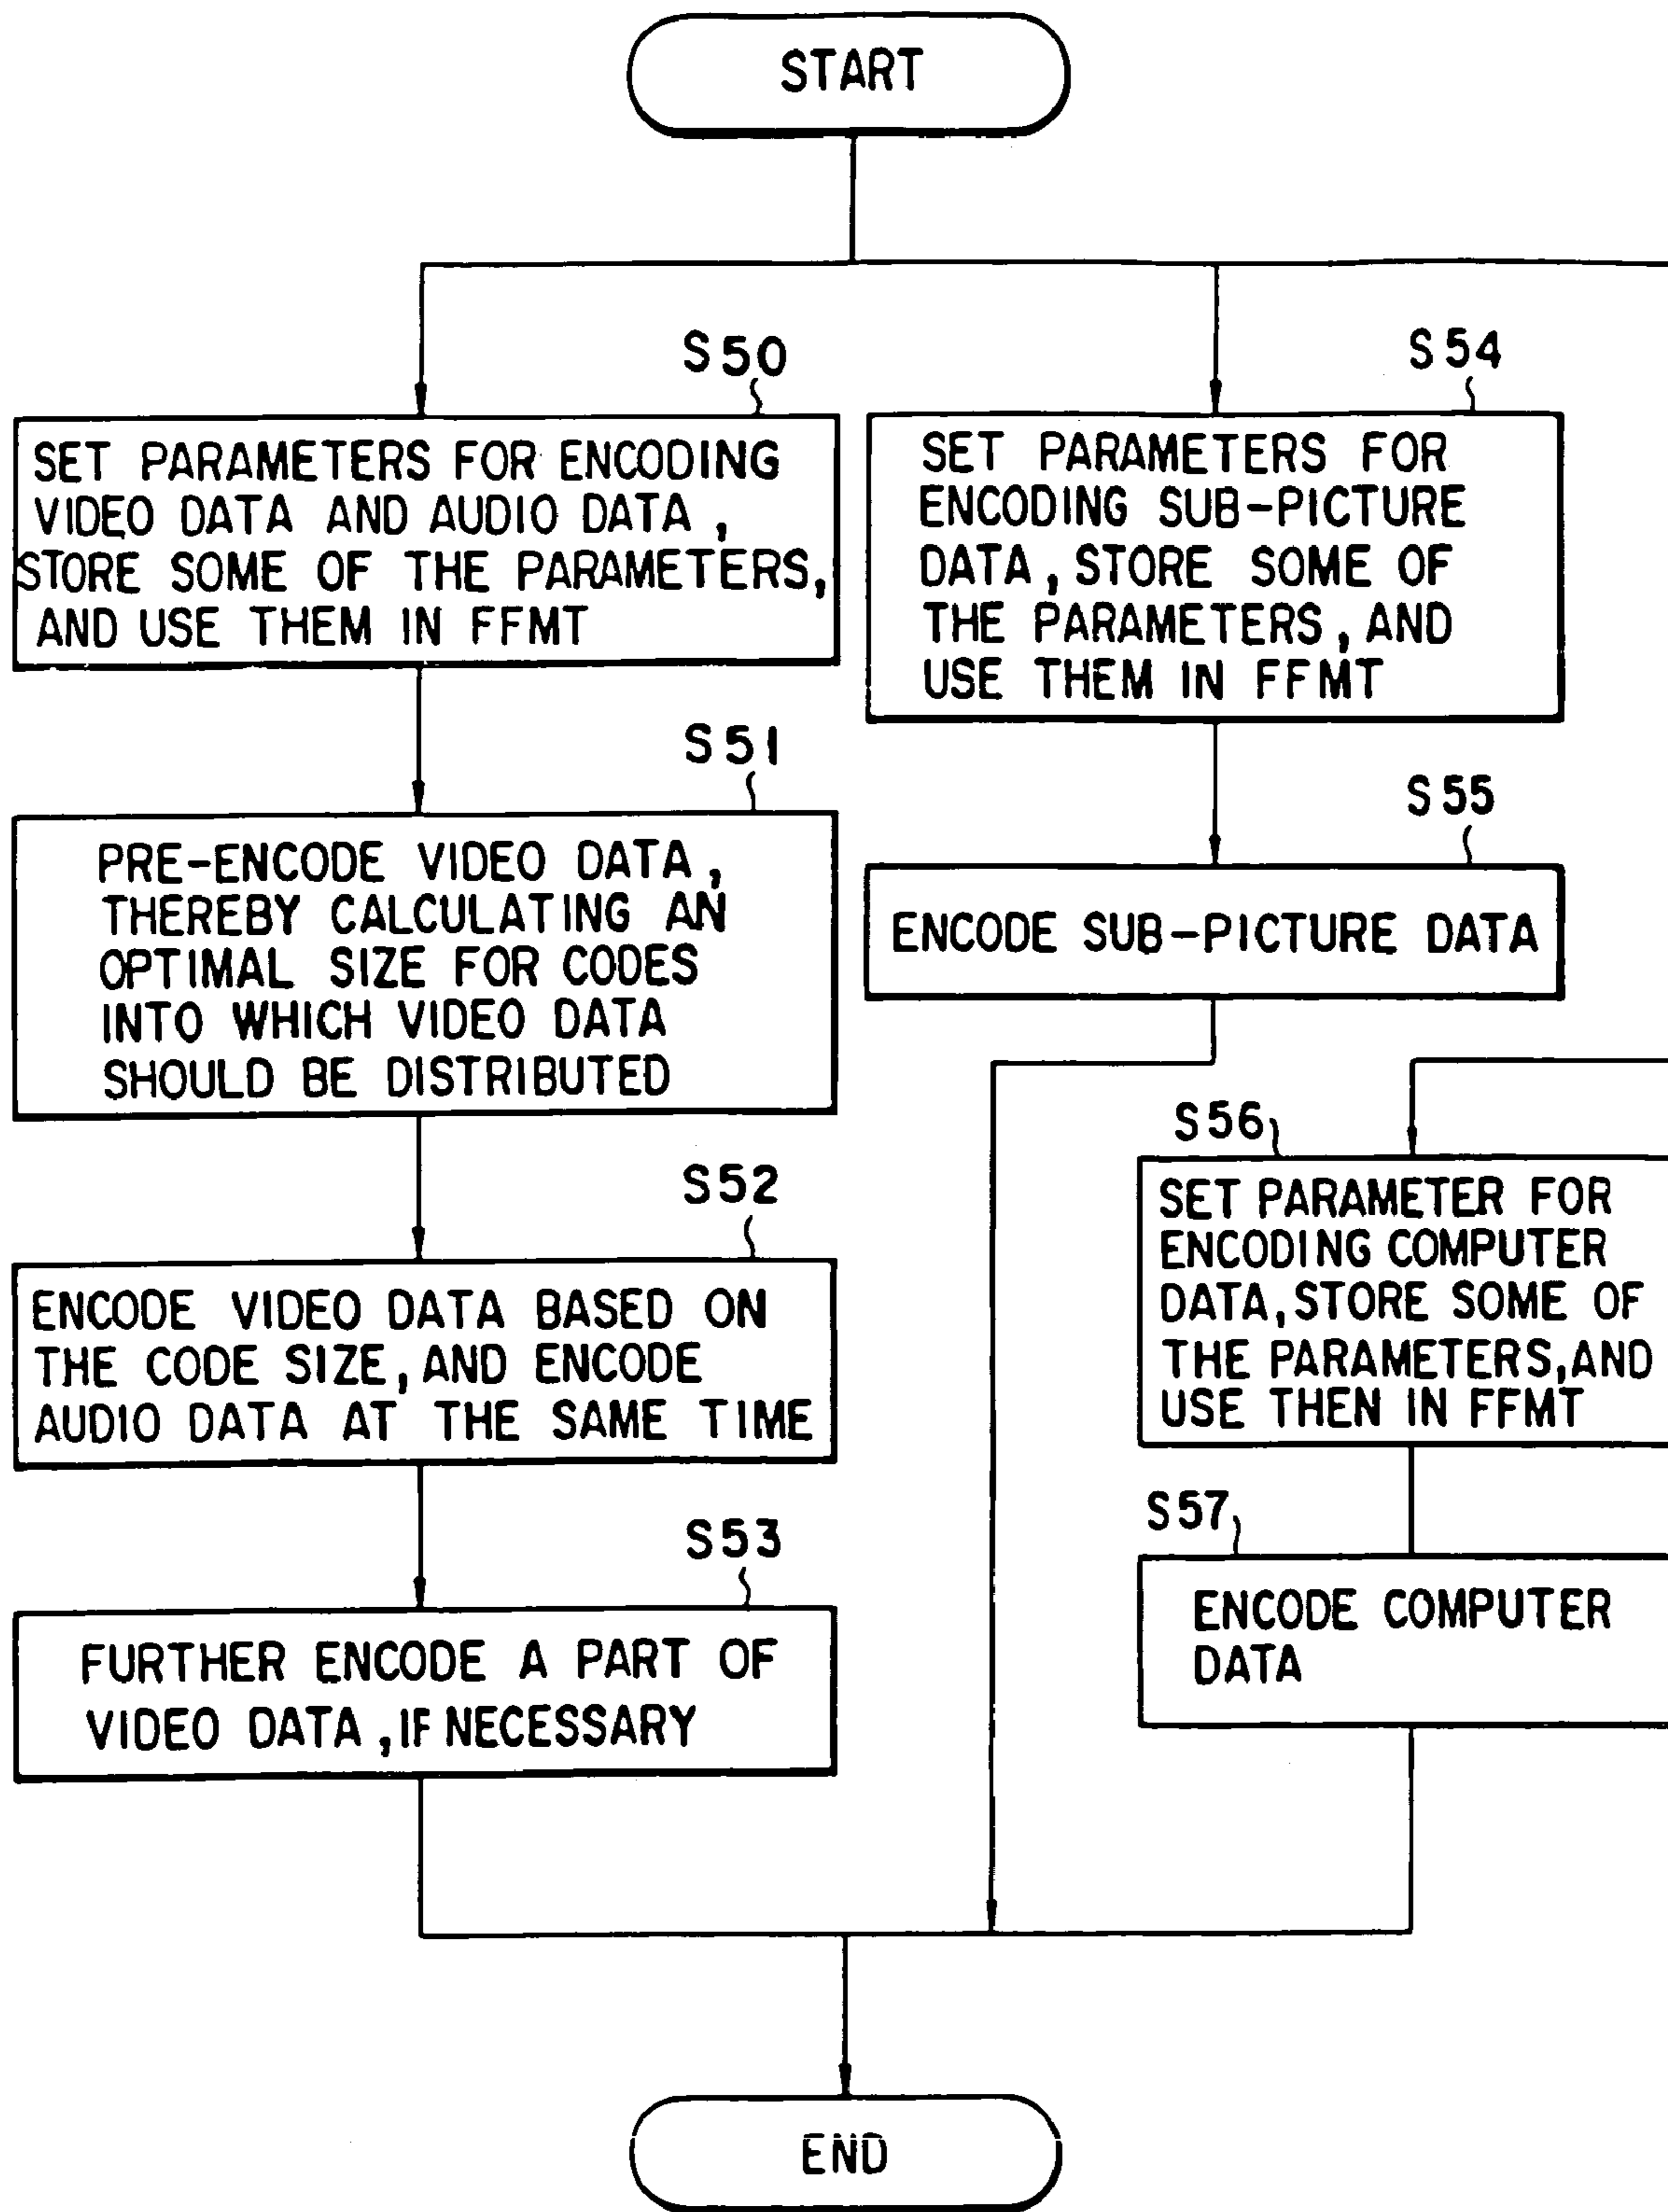 START
S50
SET PARAMETERS FOR ENCODING
VIDEO DATA AND AUDIO DATA,
STORE SOME OF THE PARAMETERS,
AND USE THEM IN FFMT
S51
PRE-ENCODE VIDEO DATA,
THEREBY CALCULATING AN
OPTIMAL SIZE FOR CODES
INTO WHICH VIDEO DATA
SHOULD BE DISTRIBUTED
S52
ENCODE VIDEO DATA BASED ON
THE CODE SIZE, AND ENCODE
AUDIO DATA AT THE SAME TIME
S53
FURTHER ENCODE A PART OF
VIDEO DATA, IF NECESSARY
S54
SET PARAMETERS FOR
ENCODING SUB-PICTURE
DATA, STORE SOME OF
THE PARAMETERS, AND
USE THEM IN FFMT
S55
ENCODE SUB-PICTURE DATA
S56
SET PARAMETER FOR
ENCODING COMPUTER
DATA, STORE SOME OF
THE PARAMETERS, AND
USE THEN IN FFMT
S57
ENCODE COMPUTER
DATA
END